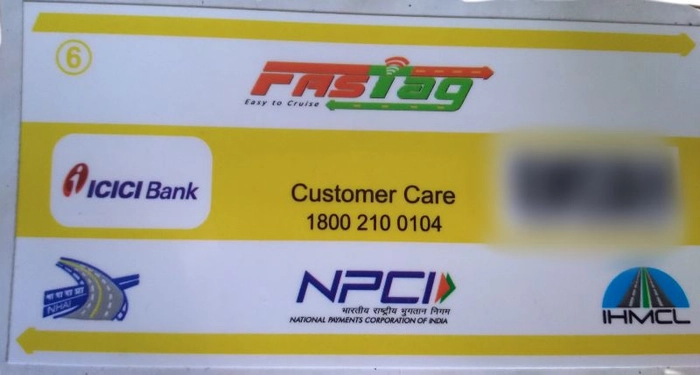 6
FASTag
Easy to Cruise
ICICI Bank
Customer Care
1800 210 0104
NHAI
NPCI
भारतीय राष्ट्रीय भुगतान निगम
NATIONAL PAYMENTS CORPORATION OF INDIA
IHMCL